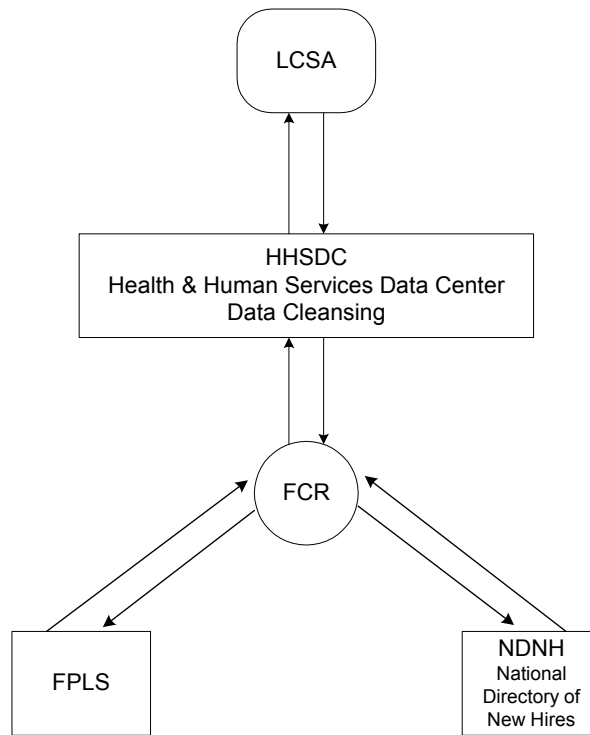 LCSA
HHSDC
Health & Human Services Data Center
Data Cleansing
FCR
FPLS
NDNH
National
Directory of
New Hires